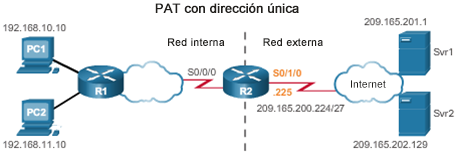 PAT con dirección única
192.168.10.10
PC1
192.168.11.10
PC2
R1
Red interna
Red externa
S0/0/0
R2
S0/1/0
.225
209.165.200.224/27
Internet
209.165.201.1
Svr1
Svr2
209.165.202.129